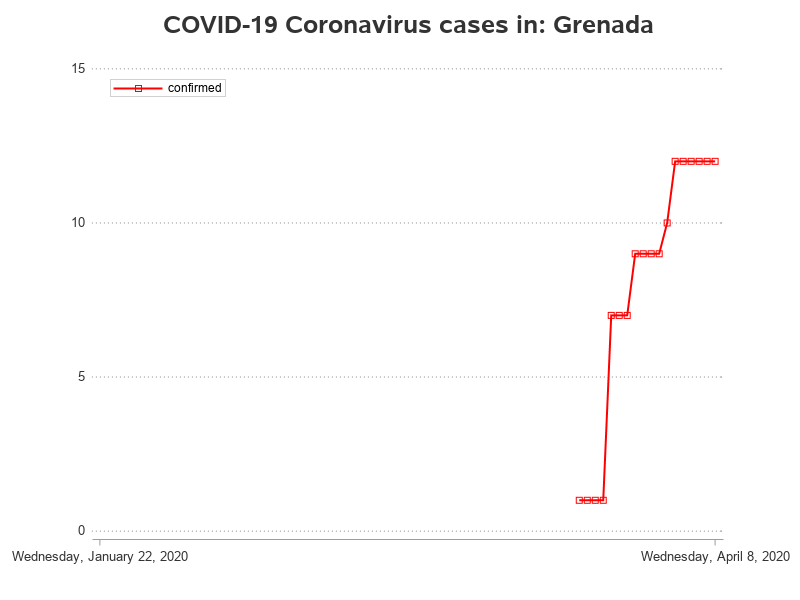 COVID-19 Coronavirus cases in: Grenada
15
confirmed
10
5
0
Wednesday, January 22, 2020
Wednesday, April 8, 2020